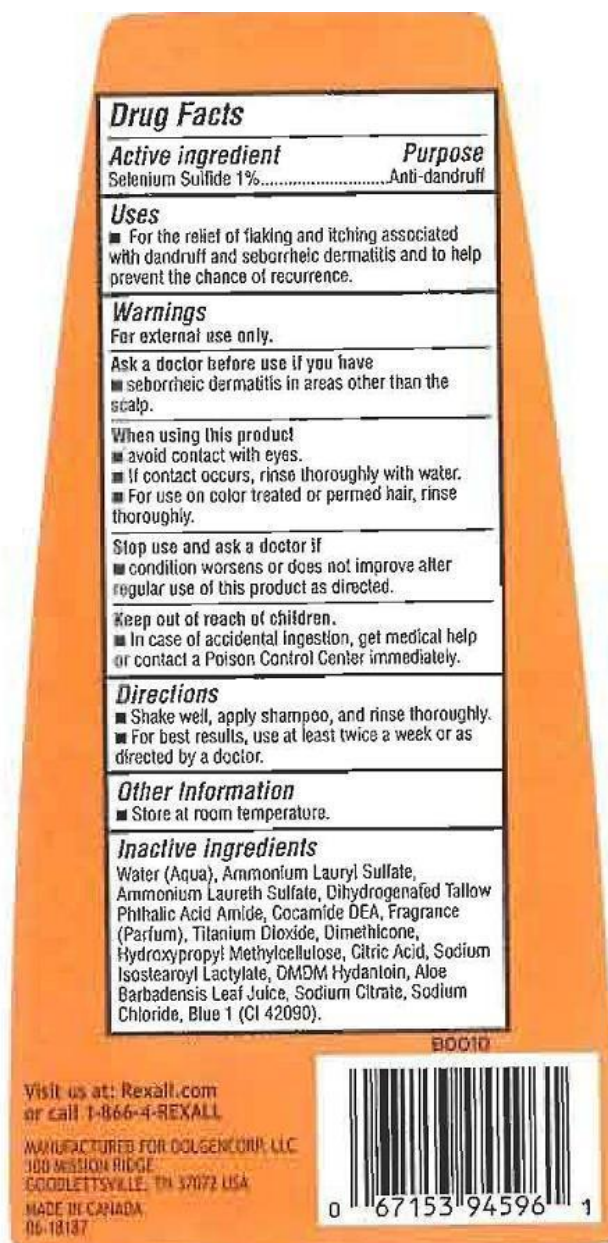 Drug Facts
Active ingredient Purpose
Selenium Sulfide 1%............................Anti-dandruff
Uses
■ For the relief of flaking and itching associated
with dandruff and seborrheic dermatitis and to help
prevent the chance of recurrence.
Warnings
For external use only.
Ask a doctor before use if you have
■ seborrheic dermatitis in areas other than the
scalp.
When using this product
■ avoid contact with eyes.
■ If contact occurs, rinse thoroughly with water.
■ For use on color treated or permed hair, rinse
thoroughly.
Stop use and ask a doctor if
■ condition worsens or does not improve after
regular use of this product as directed.
Keep out of reach of children.
■ In case of accidental ingestion, get medical help
or contact a Poison Control Center immediately.
Directions
■ Shake well, apply shampoo, and rinse thoroughly.
■ For best results, use at least twice a week or as
directed by a doctor.
Other Information
■ Store at room temperature.
Inactive ingredients
Water (Aqua), Ammonium Lauryl Sulfate,
Ammonium Laureth Sulfate, Dihydrogenated Tallow
Phthalic Acid Amide, Cocamide DEA, Fragrance
(Parfum), Titanium Dioxide, Dimethicone,
Hydroxypropyl Methylcellulose, Citric Acid, Sodium
Isostearoyl Lactylate, DMDM Hydantoin, Aloe
Barbadensis Leaf Juice, Sodium Citrate, Sodium
Chloride, Blue 1 (CI 42090).
B0010
Visit us at: Rexall.com
or call 1-866-4-REXALL
MANUFACTURED FOR DOLGENCORP, LLC
100 MISSION RIDGE
GOODLETTSVILLE, TN 37072 USA
MADE IN CANADA
06-18187
0 67153 94596 1